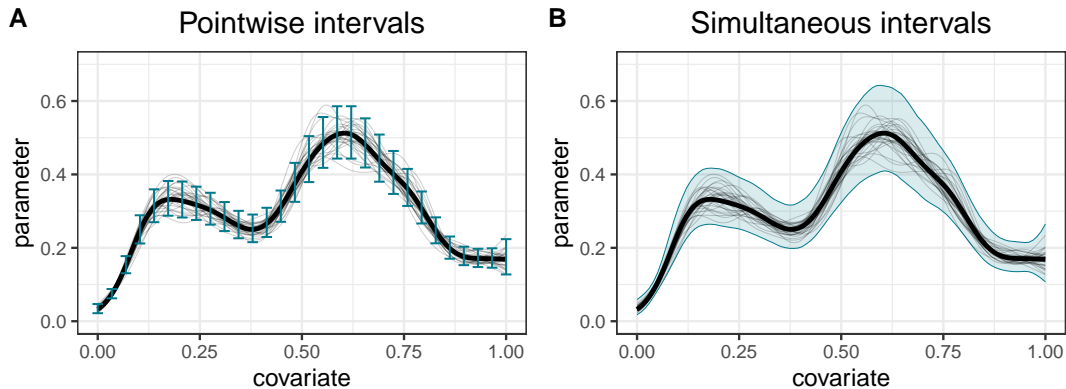 A
Pointwise intervals
parameter
0.6
0.4
0.2
0.0
0.00 0.25 0.50 0.75 1.00
covariate
B
Simultaneous intervals
parameter
0.6
0.4
0.2
0.0
0.00 0.25 0.50 0.75 1.00
covariate